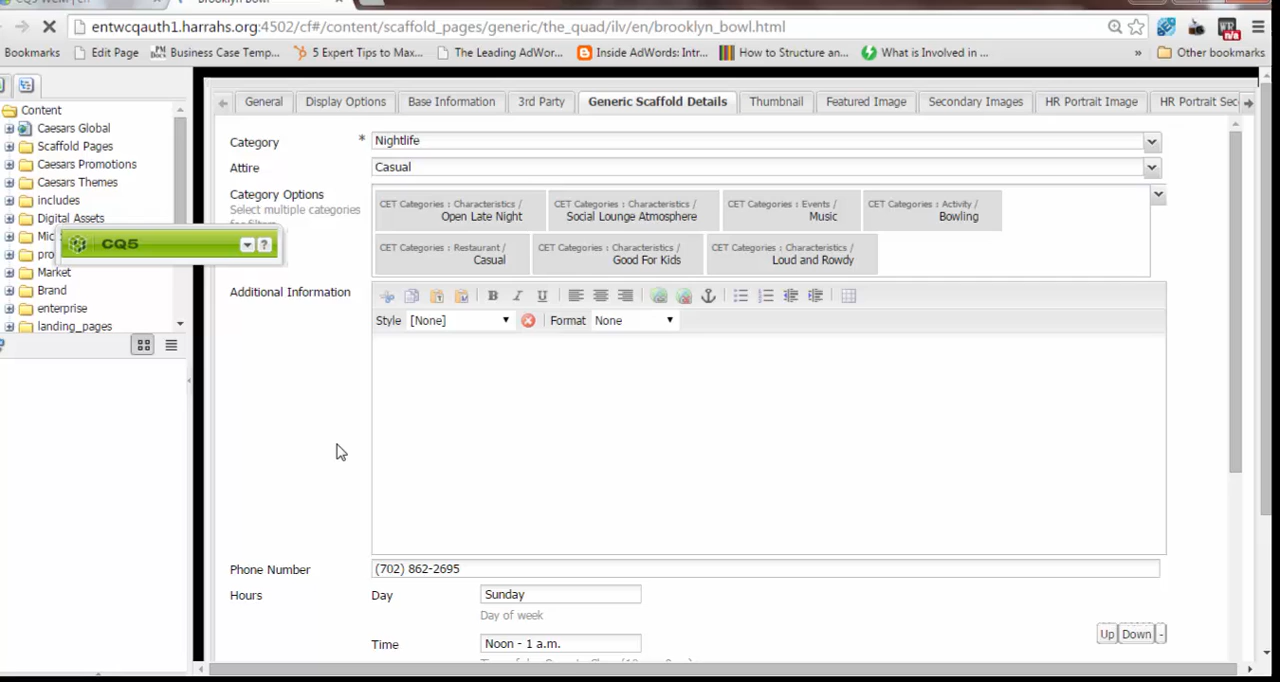 Brooklyn Bowl
entwcqauth1.harrahs.org:4502/cf#/content/scaffold_pages/generic/the_quad/ilv/en/brooklyn_bowl.html
Bookmarks Edit Page Business Case Temp... 5 Expert Tips to Max... The Leading AdWor... Inside AdWords: Intr... How to Structure an... What is Involved in ... » Other bookmarks
General Display Options Base Information 3rd Party Generic Scaffold Details Thumbnail Featured Image Secondary Images HR Portrait Image HR Portrait Sec
Content
Caesars Global
Scaffold Pages
Caesars Promotions
Caesars Themes
includes
Digital Assets
Mic
pro
Market
Brand
enterprise
landing_pages
CQ5 ?
Category * Nightlife
Attire Casual
Category Options
Select multiple categories
CET Categories : Characteristics /
Open Late Night
CET Categories : Characteristics /
Social Lounge Atmosphere
CET Categories : Events /
Music
CET Categories : Activity /
Bowling
CET Categories : Restaurant /
Casual
CET Categories : Characteristics /
Good For Kids
CET Categories : Characteristics /
Loud and Rowdy
Additional Information
B I U
Style [None] Format None
Phone Number (702) 862-2695
Hours Day Sunday
Day of week
Time Noon - 1 a.m.
Up Down -